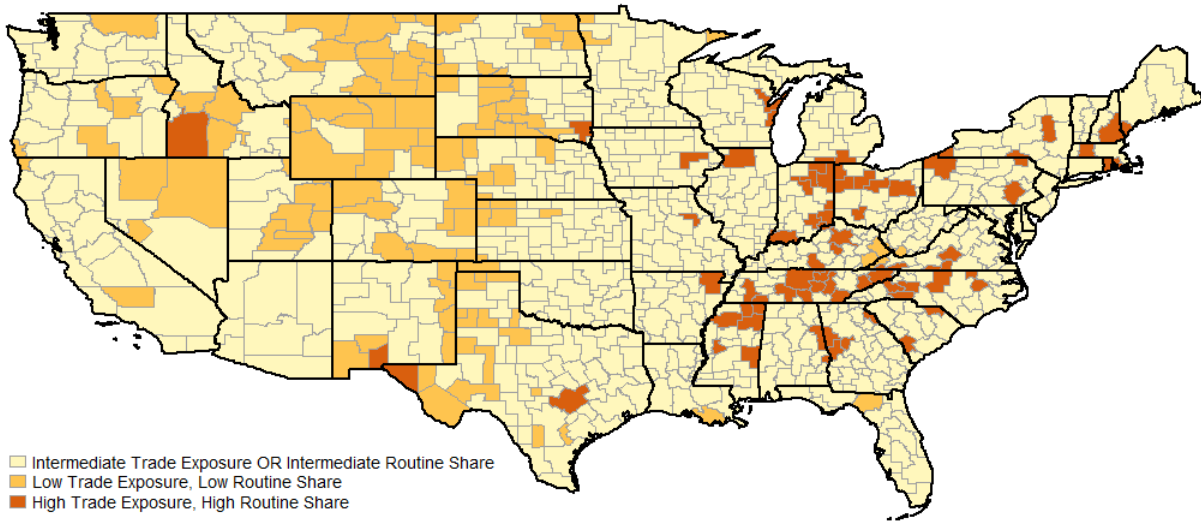 Intermediate Trade Exposure OR Intermediate Routine Share
Low Trade Exposure, Low Routine Share
High Trade Exposure, High Routine Share